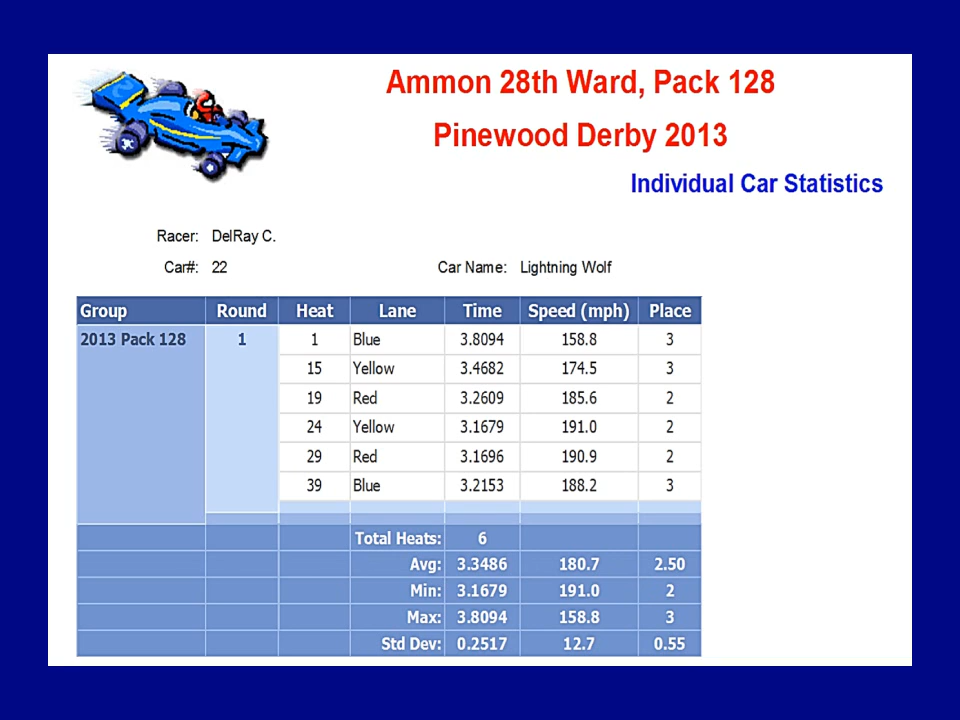 Ammon 28th Ward, Pack 128
Pinewood Derby 2013
Individual Car Statistics
Racer: DelRay C.
Car#: 22 Car Name: Lightning Wolf
Group Round Heat Lane Time Speed (mph) Place
2013 Pack 128 1 1 Blue 3.8094 158.8 3
15 Yellow 3.4682 174.5 3
19 Red 3.2609 185.6 2
24 Yellow 3.1679 191.0 2
29 Red 3.1696 190.9 2
39 Blue 3.2153 188.2 3
Total Heats: 6
Avg: 3.3486 180.7 2.50
Min: 3.1679 191.0 2
Max: 3.8094 158.8 3
Std Dev: 0.2517 12.7 0.55